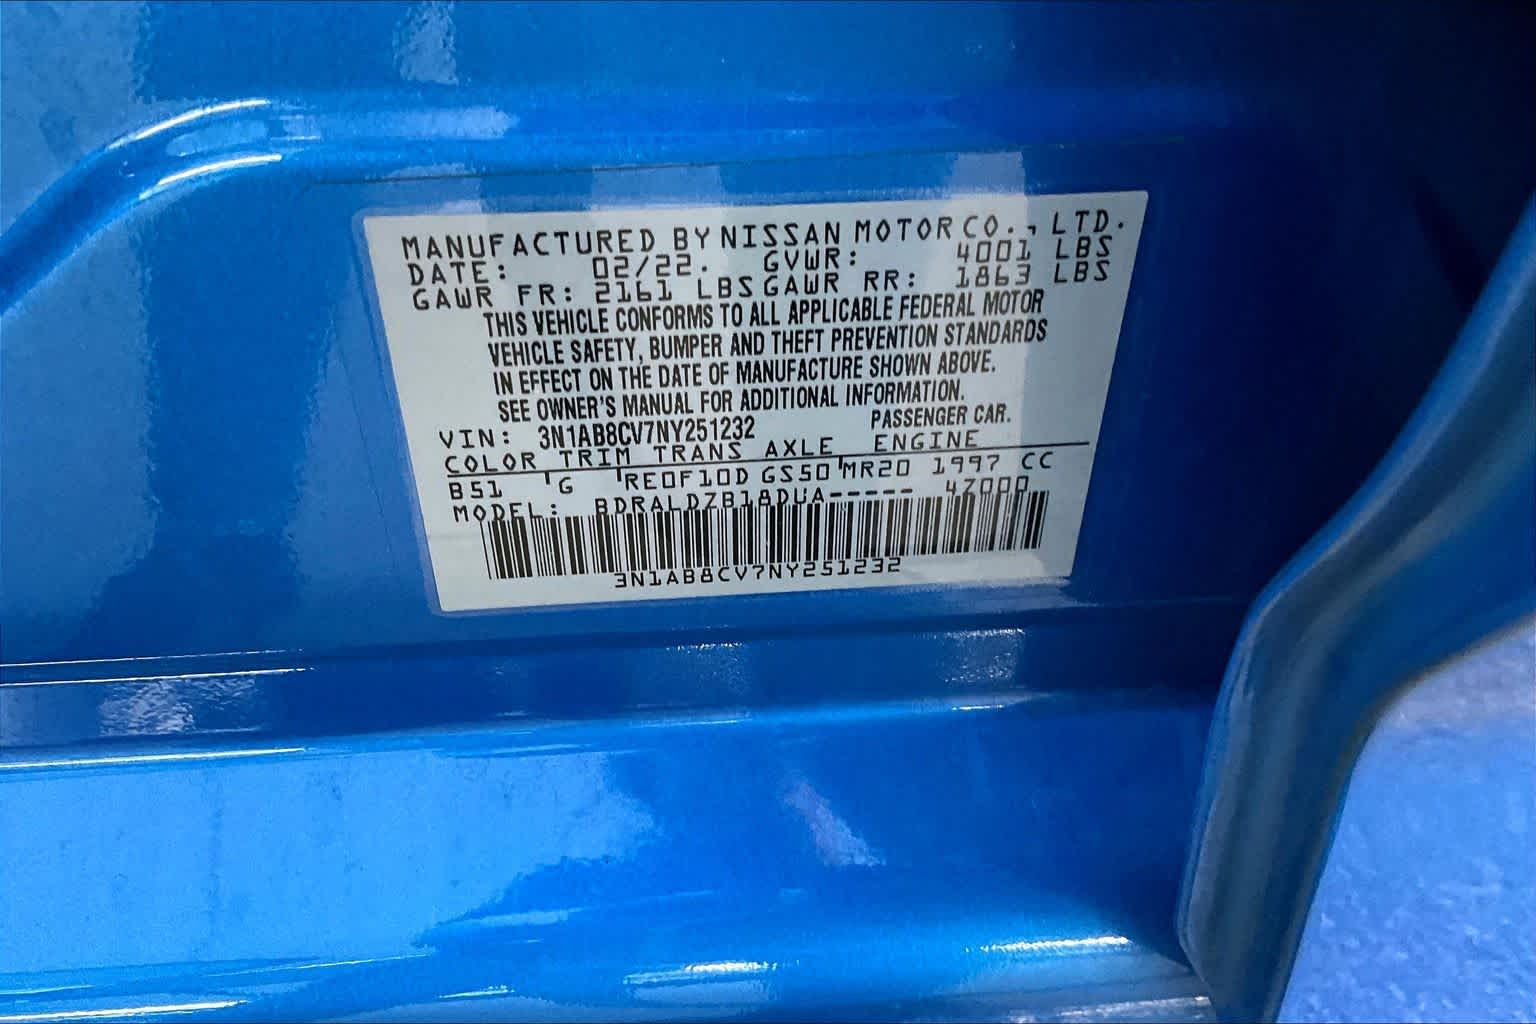 MANUFACTURED BY NISSAN MOTOR CO., LTD.
DATE: 02/22. GVWR: 4001 LBS
GAWR FR: 2161 LBS GAWR RR: 1863 LBS
THIS VEHICLE CONFORMS TO ALL APPLICABLE FEDERAL MOTOR
VEHICLE SAFETY, BUMPER AND THEFT PREVENTION STANDARDS
IN EFFECT ON THE DATE OF MANUFACTURE SHOWN ABOVE.
SEE OWNER'S MANUAL FOR ADDITIONAL INFORMATION.
VIN: 3N1AB8CV7NY251232 PASSENGER CAR.
COLOR TRIM TRANS AXLE ENGINE
B51 G RE0F10D GS50 MR20 1997 CC
MODEL: BDRALDZB18DUA----- 47000
3N1AB8CV7NY251232